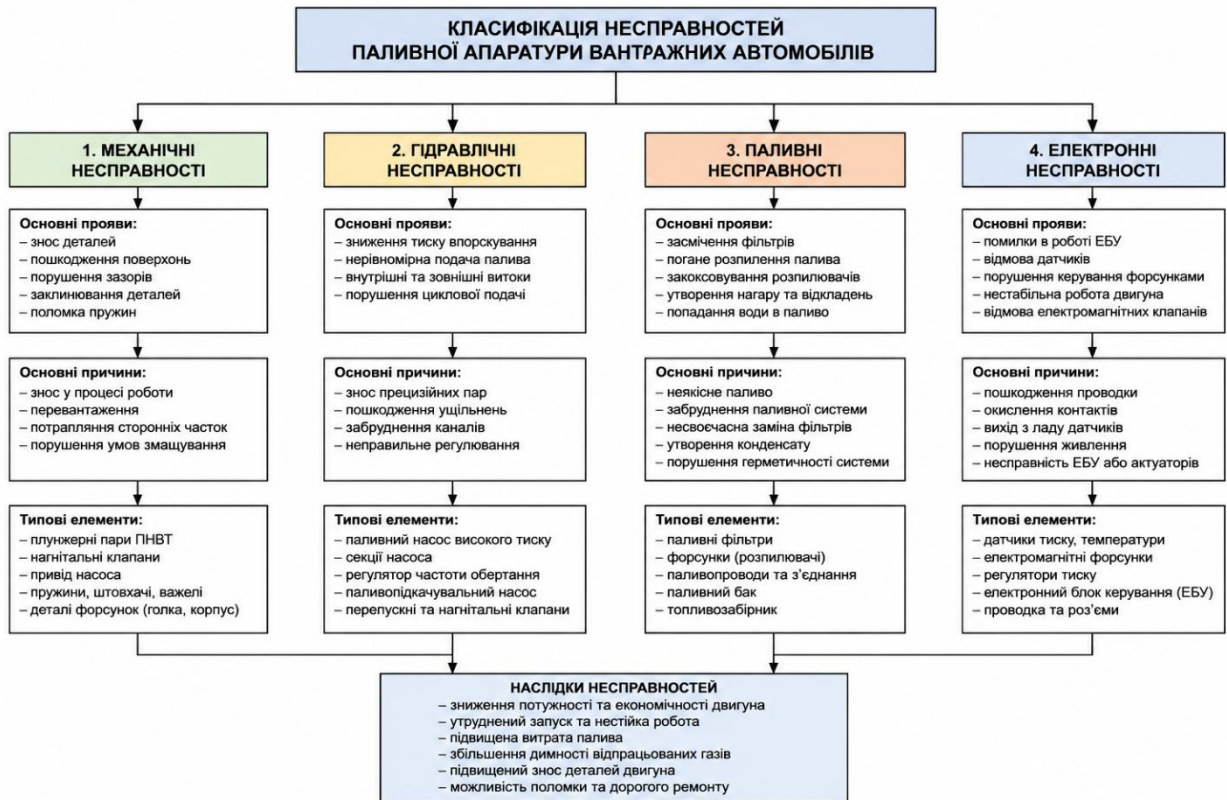 КЛАСИФІКАЦІЯ НЕСПРАВНОСТЕЙ
ПАЛИВНОЇ АПАРАТУРИ ВАНТРАЖНИХ АВТОМОБІЛІВ
1. МЕХАНІЧНІ
НЕСПРАВНОСТІ
Основні прояви:
– знос деталей
– пошкодження поверхонь
– порушення зазорів
– заклинювання деталей
– поломка пружин
Основні причини:
– знос у процесі роботи
– перевантаження
– потрапляння сторонніх часток
– порушення умов змащування
Типові елементи:
– плунжерні пари ПНВТ
– нагнітальні клапани
– привід насоса
– пружини, штовхачі, важелі
– деталі форсунок (голка, корпус)
2. ГІДРАВЛІЧНІ
НЕСПРАВНОСТІ
Основні прояви:
– зниження тиску впорскування
– нерівномірна подача палива
– внутрішні та зовнішні витоки
– порушення циклової подачі
Основні причини:
– знос прецизійних пар
– пошкодження ущільнень
– забруднення каналів
– неправильне регулювання
Типові елементи:
– паливний насос високого тиску
– секції насоса
– регулятор частоти обертання
– паливопідкачувальний насос
– перепускні та нагнітальні клапани
3. ПАЛИВНІ
НЕСПРАВНОСТІ
Основні прояви:
– засмічення фільтрів
– погане розпилення палива
– закоксовування розпилювачів
– утворення нагару та відкладень
– попадання води в паливо
Основні причини:
– неякісне паливо
– забруднення паливної системи
– несвоєчасна заміна фільтрів
– утворення конденсату
– порушення герметичності системи
Типові елементи:
– паливні фільтри
– форсунки (розпилювачі)
– паливопроводи та з’єднання
– паливний бак
– топливозабірник
4. ЕЛЕКТРОННІ
НЕСПРАВНОСТІ
Основні прояви:
– помилки в роботі ЕБУ
– відмова датчиків
– порушення керування форсунками
– нестабільна робота двигуна
– відмова електромагнітних клапанів
Основні причини:
– пошкодження проводки
– окислення контактів
– вихід з ладу датчиків
– порушення живлення
– несправність ЕБУ або актуаторів
Типові елементи:
– датчики тиску, температури
– електромагнітні форсунки
– регулятори тиску
– електронний блок керування (ЕБУ)
– проводка та роз’єми
НАСЛІДКИ НЕСПРАВНОСТЕЙ
– зниження потужності та економічності двигуна
– утруднений запуск та нестійка робота
– підвищена витрата палива
– збільшення димності відпрацьованих газів
– підвищений знос деталей двигуна
– можливість поломки та дорогого ремонту